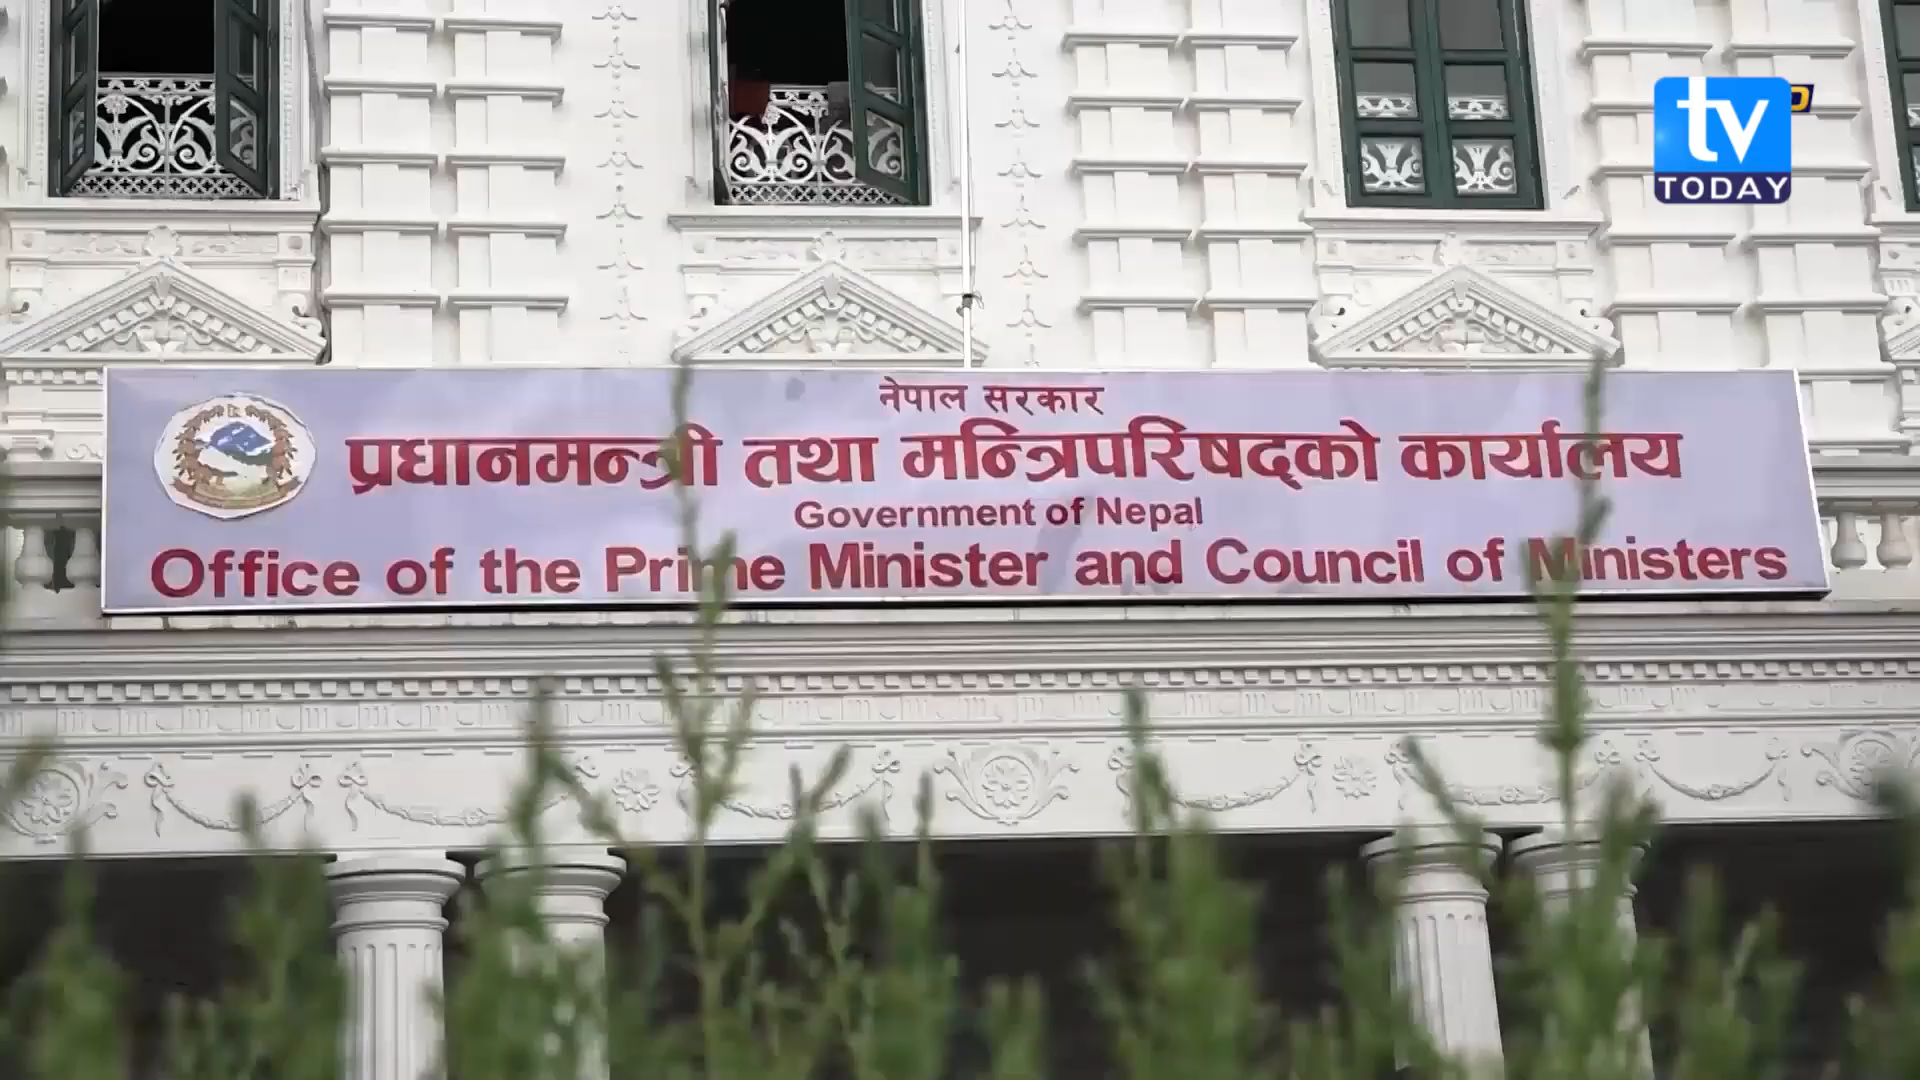 नेपाल सरकार
प्रधानमन्त्री तथा मन्त्रिपरिषद्को कार्यालय
Government of Nepal
Office of the Prime Minister and Council of Ministers
tv
TODAY